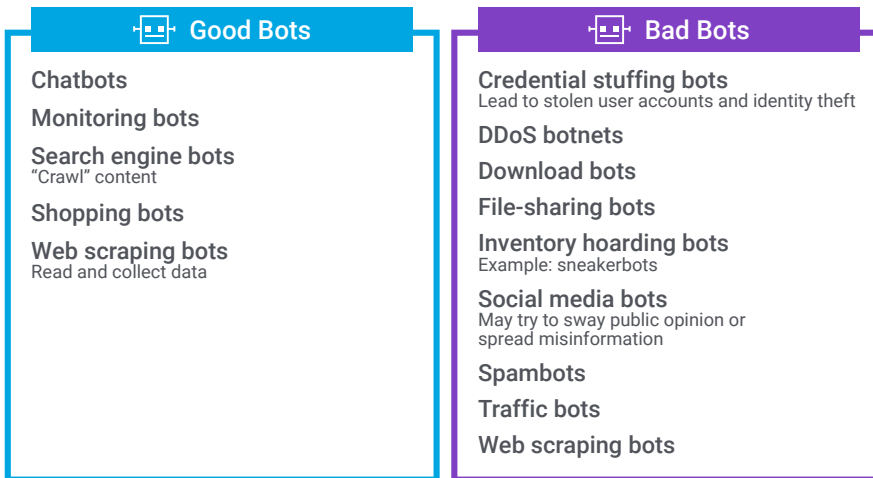 Good Bots
Chatbots
Monitoring bots
Search engine bots
“Crawl” content
Shopping bots
Web scraping bots
Read and collect data
Bad Bots
Credential stuffing bots
Lead to stolen user accounts and identity theft
DDoS botnets
Download bots
File-sharing bots
Inventory hoarding bots
Example: sneakerbots
Social media bots
May try to sway public opinion or
spread misinformation
Spambots
Traffic bots
Web scraping bots